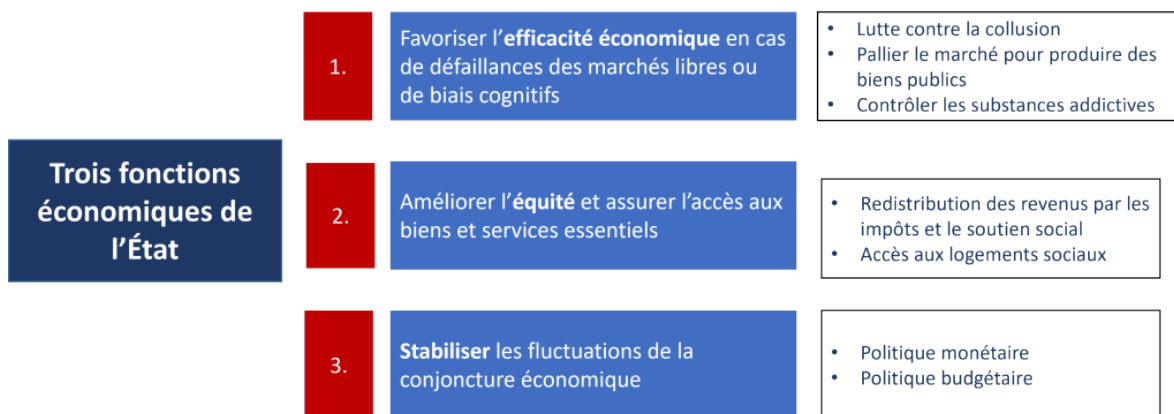 Trois fonctions
économiques de
l'État
1.
Favoriser l'efficacité économique en cas
de défaillances des marchés libres ou
de biais cognitifs
• Lutte contre la collusion
• Pallier le marché pour produire des
biens publics
• Contrôler les substances addictives
2.
Améliorer l'équité et assurer l'accès aux
biens et services essentiels
• Redistribution des revenus par les
impôts et le soutien social
• Accès aux logements sociaux
3.
Stabiliser les fluctuations de la
conjoncture économique
• Politique monétaire
• Politique budgétaire